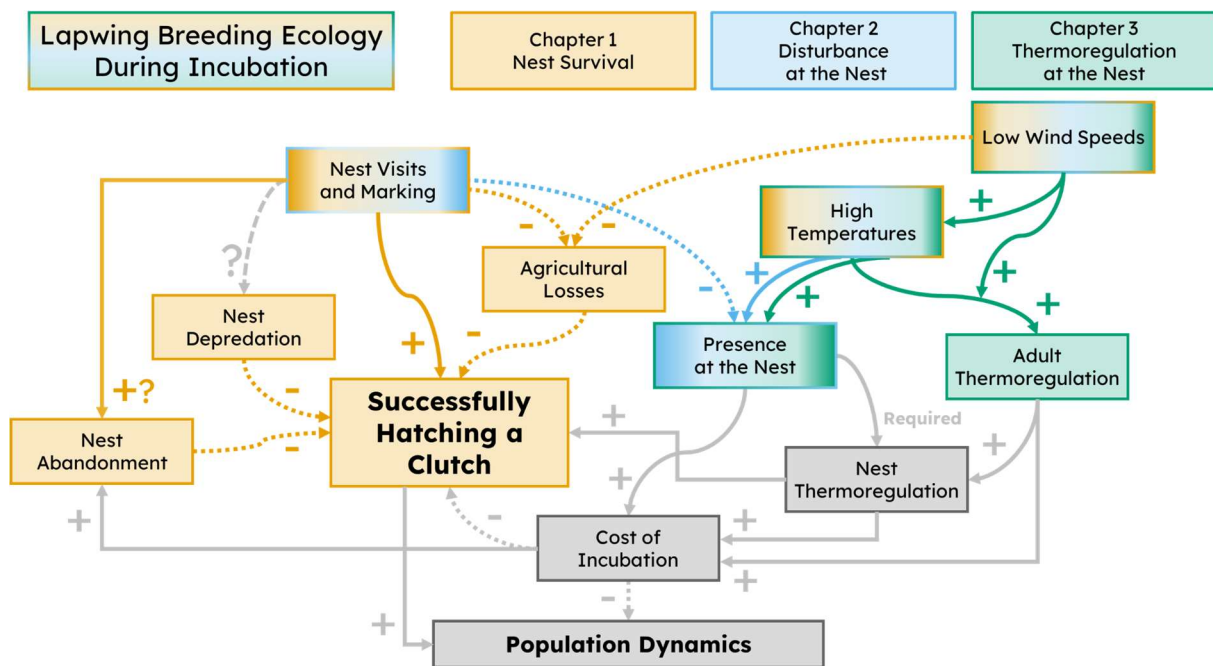 Lapwing Breeding Ecology
During Incubation
Chapter 1
Nest Survival
Chapter 2
Disturbance
at the Nest
Chapter 3
Thermoregulation
at the Nest
Low Wind Speeds
Nest Visits
and Marking
+
High
Temperatures
-
-
?
Agricultural
Losses
-
+
+
+
+
Nest
Depredation
+
-
Presence
at the Nest
Adult
Thermoregulation
+?
-
Successfully
Hatching a
Clutch
Required
Nest
Abandonment
-
+
+
Nest
Thermoregulation
+
-
+
Cost of
Incubation
+
-
+
Population Dynamics